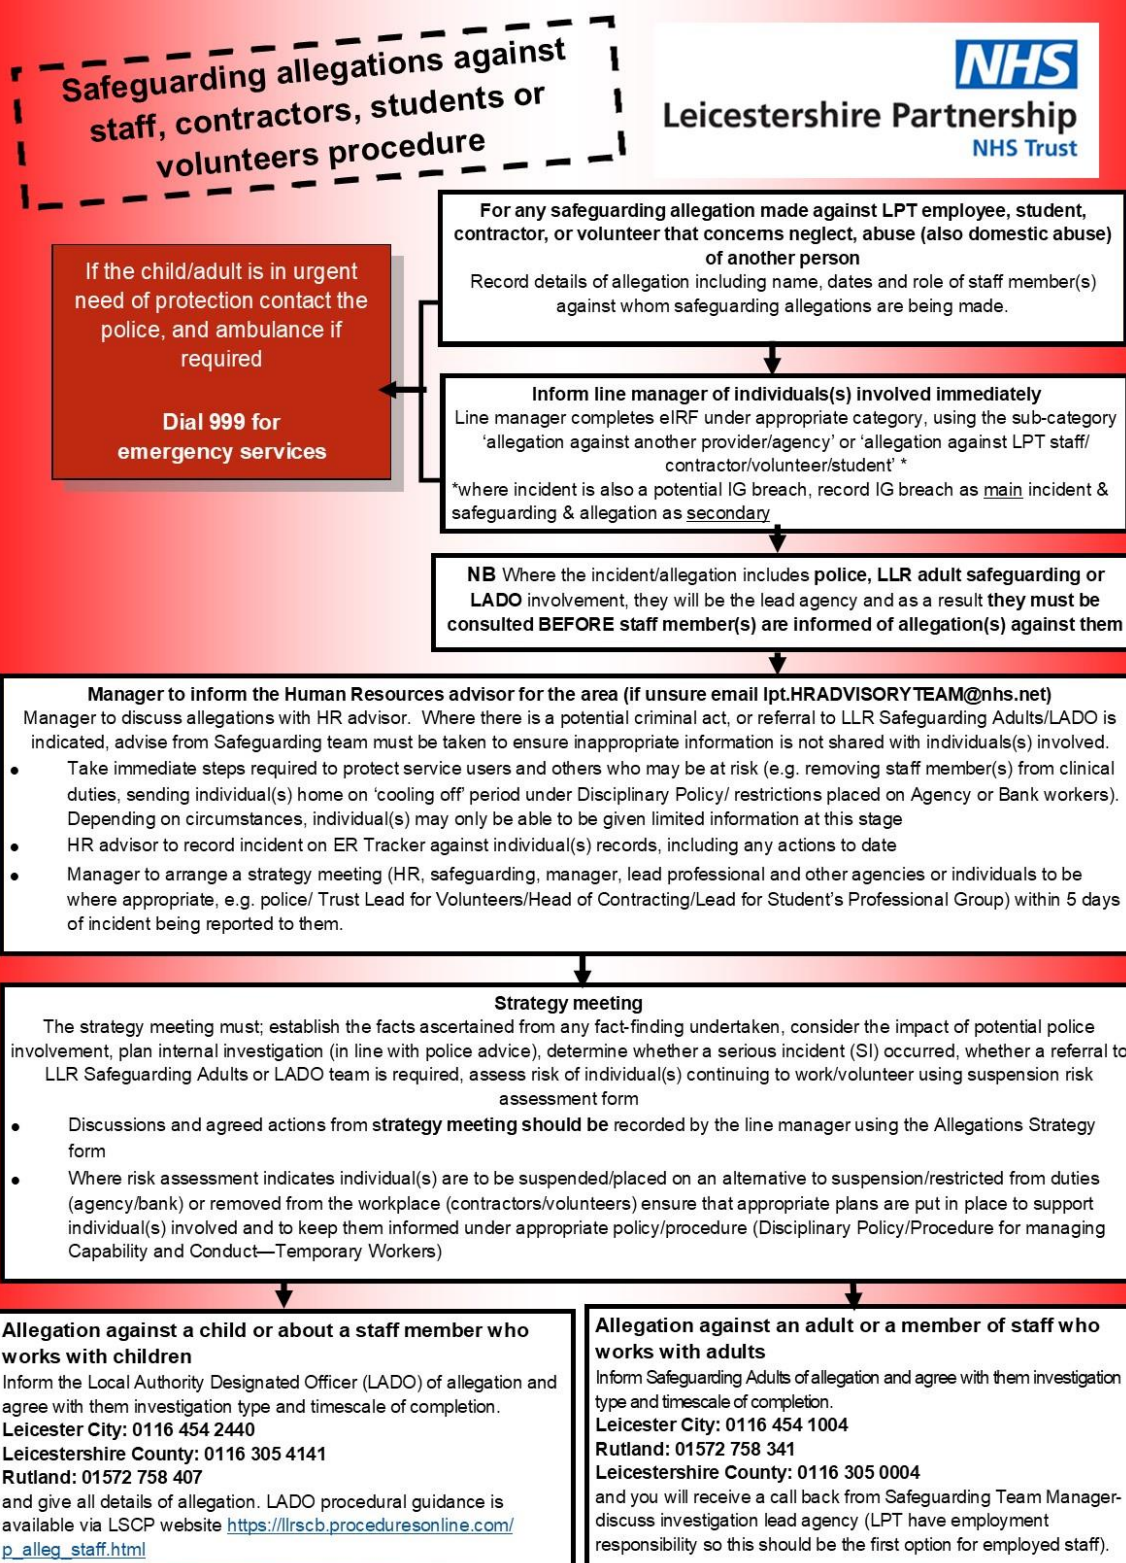 Safeguarding allegations against
staff, contractors, students or
volunteers procedure
NHS
Leicestershire Partnership
NHS Trust
For any safeguarding allegation made against LPT employee, student,
contractor, or volunteer that concerns neglect, abuse (also domestic abuse)
of another person
Record details of allegation including name, dates and role of staff member(s)
against whom safeguarding allegations are being made.
If the child/adult is in urgent
need of protection contact the
police, and ambulance if
required
Dial 999 for
emergency services
Inform line manager of individuals(s) involved immediately
Line manager completes eIRF under appropriate category, using the sub-category
‘allegation against another provider/agency’ or ‘allegation against LPT staff/
contractor/volunteer/student’ *
*where incident is also a potential IG breach, record IG breach as main incident &
safeguarding & allegation as secondary
NB Where the incident/allegation includes police, LLR adult safeguarding or
LADO involvement, they will be the lead agency and as a result they must be
consulted BEFORE staff member(s) are informed of allegation(s) against them
Manager to inform the Human Resources advisor for the area (if unsure email lpt.HRADVISORYTEAM@nhs.net)
Manager to discuss allegations with HR advisor. Where there is a potential criminal act, or referral to LLR Safeguarding Adults/LADO is
indicated, advise from Safeguarding team must be taken to ensure inappropriate information is not shared with individuals(s) involved.
● Take immediate steps required to protect service users and others who may be at risk (e.g. removing staff member(s) from clinical
duties, sending individual(s) home on ‘cooling off’ period under Disciplinary Policy/ restrictions placed on Agency or Bank workers).
Depending on circumstances, individual(s) may only be able to be given limited information at this stage
● HR advisor to record incident on ER Tracker against individual(s) records, including any actions to date
● Manager to arrange a strategy meeting (HR, safeguarding, manager, lead professional and other agencies or individuals to be
where appropriate, e.g. police/ Trust Lead for Volunteers/Head of Contracting/Lead for Student’s Professional Group) within 5 days
of incident being reported to them.
Strategy meeting
The strategy meeting must; establish the facts ascertained from any fact-finding undertaken, consider the impact of potential police
involvement, plan internal investigation (in line with police advice), determine whether a serious incident (SI) occurred, whether a referral to
LLR Safeguarding Adults or LADO team is required, assess risk of individual(s) continuing to work/volunteer using suspension risk
assessment form
● Discussions and agreed actions from strategy meeting should be recorded by the line manager using the Allegations Strategy
form
● Where risk assessment indicates individual(s) are to be suspended/placed on an alternative to suspension/restricted from duties
(agency/bank) or removed from the workplace (contractors/volunteers) ensure that appropriate plans are put in place to support
individual(s) involved and to keep them informed under appropriate policy/procedure (Disciplinary Policy/Procedure for managing
Capability and Conduct—Temporary Workers)
Allegation against a child or about a staff member who
works with children
Inform the Local Authority Designated Officer (LADO) of allegation and
agree with them investigation type and timescale of completion.
Leicester City: 0116 454 2440
Leicestershire County: 0116 305 4141
Rutland: 01572 758 407
and give all details of allegation. LADO procedural guidance is
available via LSCP website https://llrscb.proceduresonline.com/
p_alleg_staff.html
Allegation against an adult or a member of staff who
works with adults
Inform Safeguarding Adults of allegation and agree with them investigation
type and timescale of completion.
Leicester City: 0116 454 1004
Rutland: 01572 758 341
Leicestershire County: 0116 305 0004
and you will receive a call back from Safeguarding Team Manager-
discuss investigation lead agency (LPT have employment
responsibility so this should be the first option for employed staff).